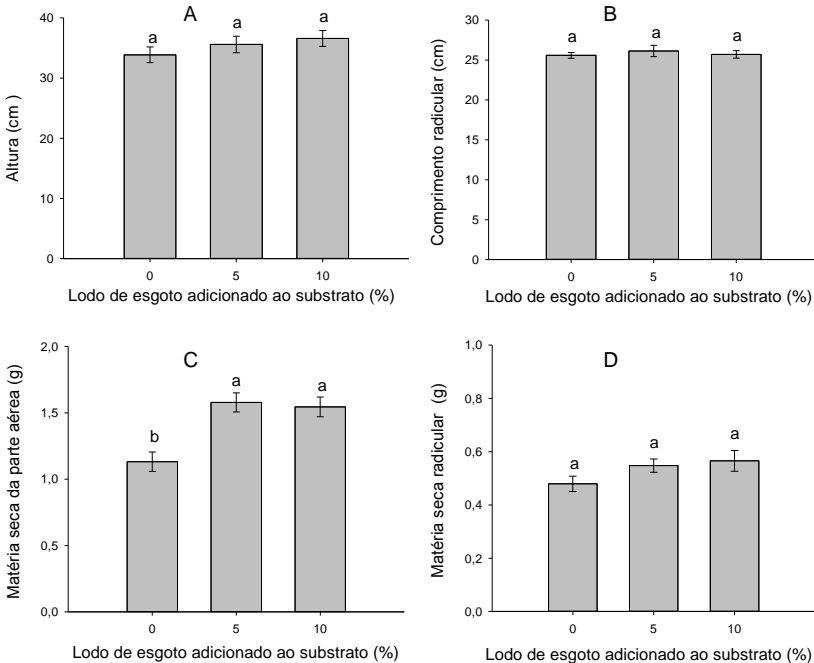 A
Altura (cm )
40
30
20
10
0
a
a
a
0
5
10
Lodo de esgoto adicionado ao substrato (%)
B
Comprimento radicular (cm)
30
25
20
15
10
5
0
a
a
a
0
5
10
Lodo de esgoto adicionado ao substrato (%)
C
Matéria seca da parte aérea (g)
2,0
1,5
1,0
0,5
0,0
b
a
a
0
5
10
Lodo de esgoto adicionado ao substrato (%)
D
Matéria seca radicular (g)
1,0
0,8
0,6
0,4
0,2
0,0
a
a
a
0
5
10
Lodo de esgoto adicionado ao substrato (%)